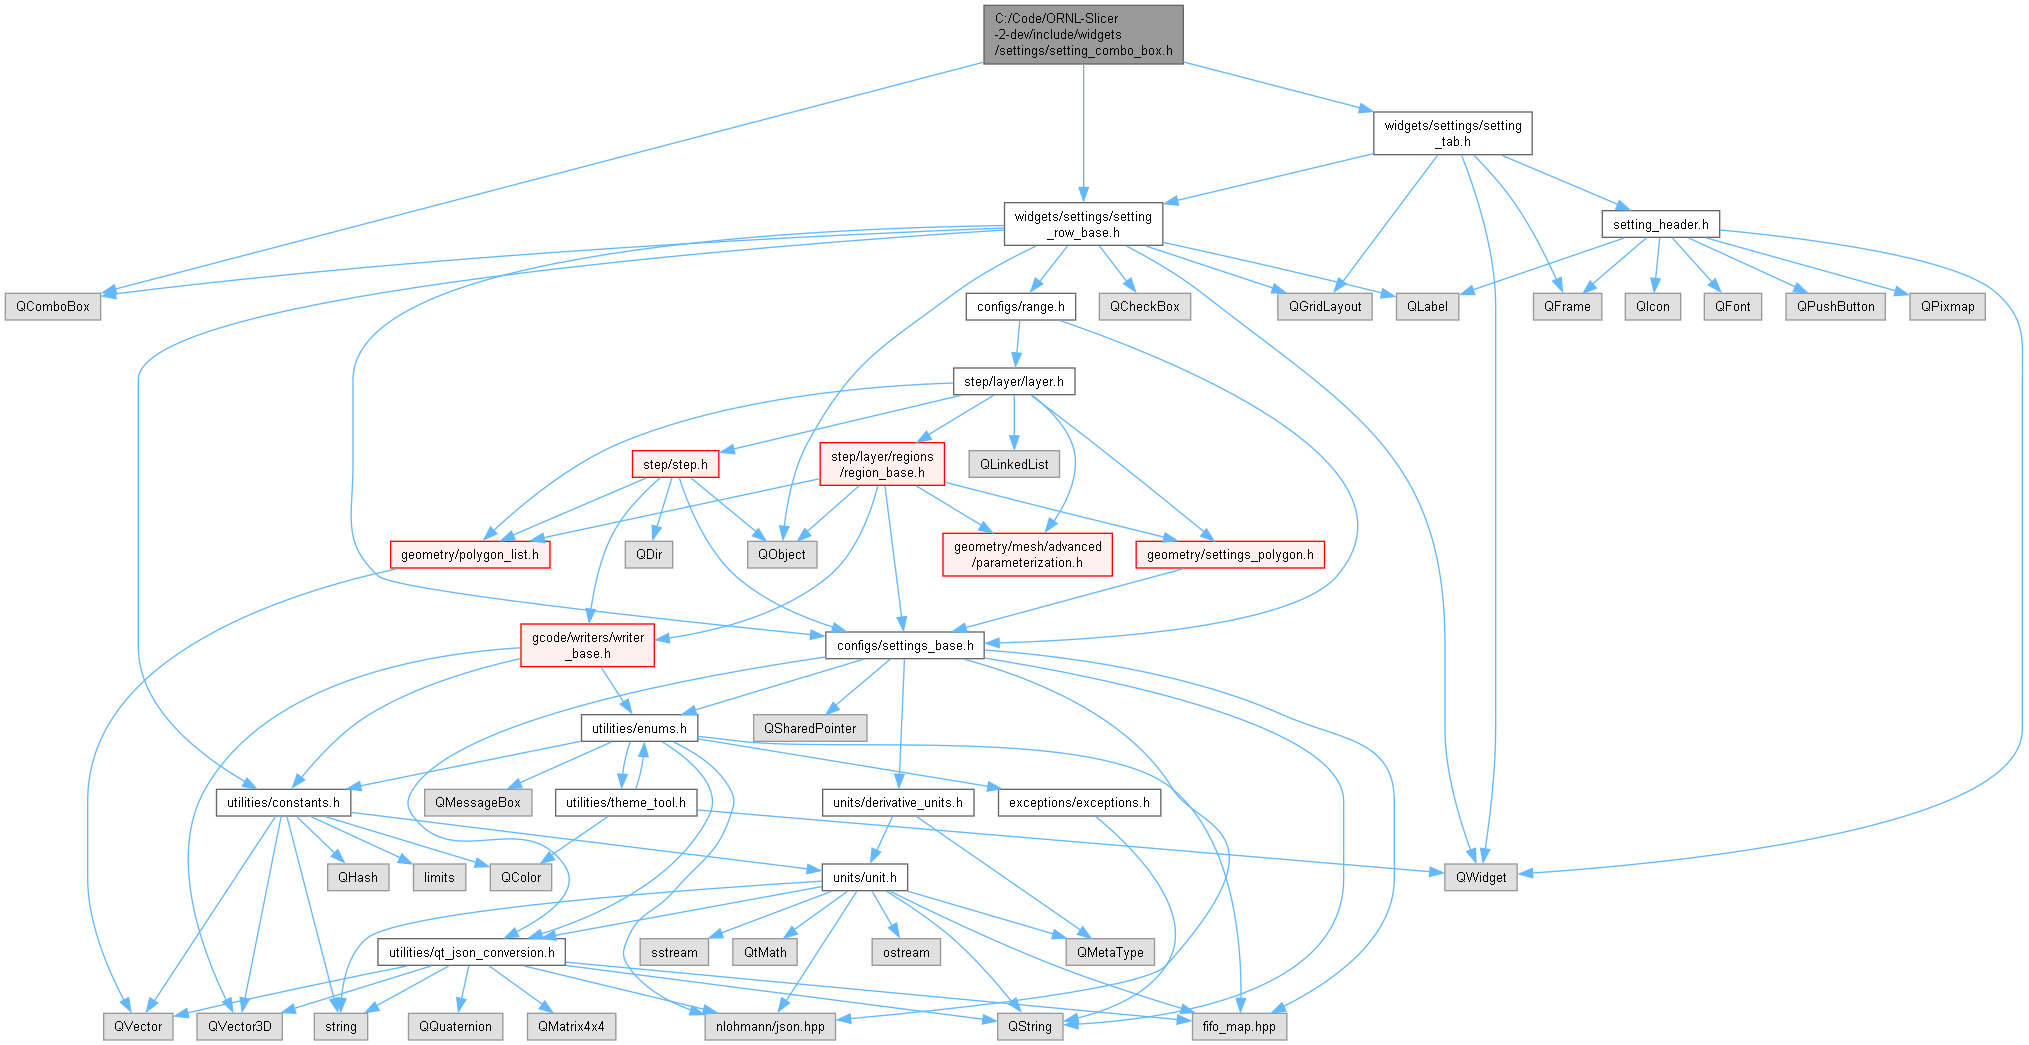 C:/Code/ORNL-Slicer
-2-dev/include/widgets
/settings/setting_combo_box.h
widgets/settings/setting
_tab.h
widgets/settings/setting
_row_base.h
setting_header.h
QComboBox
configs/range.h
QCheckBox
QGridLayout
QLabel
QFrame
QIcon
QFont
QPushButton
QPixmap
step/layer/layer.h
step/step.h
step/layer/regions
/region_base.h
QLinkedList
geometry/polygon_list.h
QDir
QObject
geometry/mesh/advanced
/parameterization.h
geometry/settings_polygon.h
gcode/writers/writer
_base.h
configs/settings_base.h
utilities/enums.h
QSharedPointer
utilities/constants.h
QMessageBox
utilities/theme_tool.h
units/derivative_units.h
exceptions/exceptions.h
QHash
limits
QColor
units/unit.h
QWidget
utilities/qt_json_conversion.h
sstream
QtMath
ostream
QMetaType
QVector
QVector3D
string
QQuaternion
QMatrix4x4
nlohmann/json.hpp
QString
fifo_map.hpp